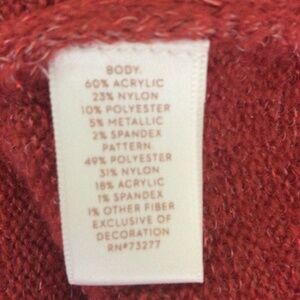 BODY.
60% ACRYLIC
23% NYLON
10% POLYESTER
5% METALLIC
2% SPANDEX
PATTERN.
49% POLYESTER
31% NYLON
18% ACRYLIC
1% SPANDEX
1% OTHER FIBER
EXCLUSIVE OF
DECORATION
RN#73277